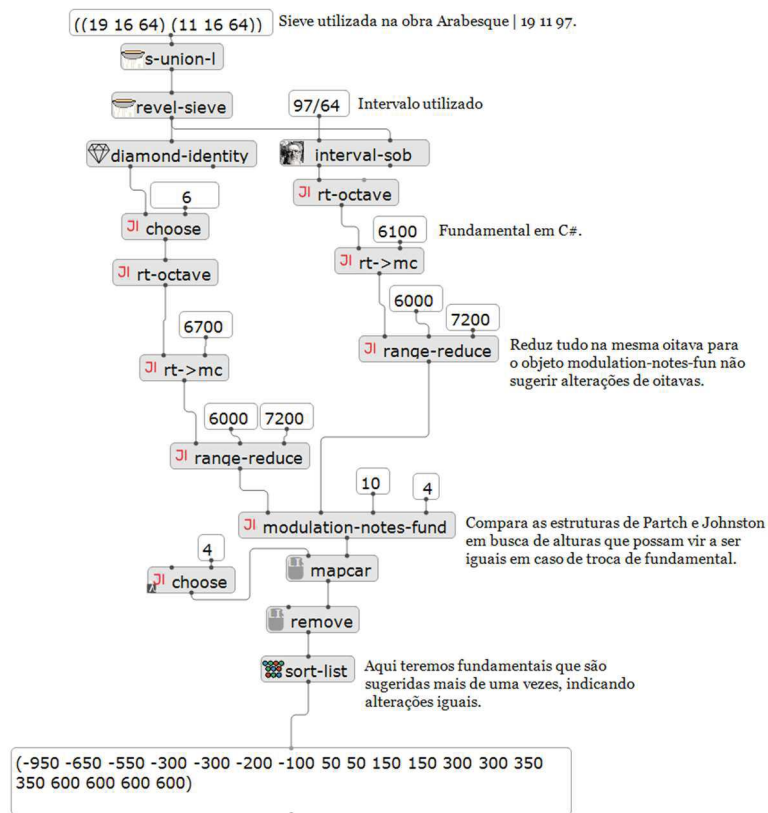 ((19 16 64) (11 16 64)) Sieve utilizada na obra Arabesque | 19 11 97.
s-union-l
revel-sieve
97/64 Intervalo utilizado
diamond-identity
interval-sob
6
JI rt-octave
JI choose
6100 Fundamental em C#.
JI rt->mc
JI rt-octave
6000
7200
6700
JI range-reduce
Reduz tudo na mesma oitava para
o objeto modulation-notes-fun não
sugerir alterações de oitavas.
JI rt->mc
6000 7200
JI range-reduce
10
4
JI modulation-notes-fund
Compara as estruturas de Partch e Johnston
em busca de alturas que possam vir a ser
iguais em caso de troca de fundamental.
4
JI choose
mapcar
remove
sort-list
Aqui teremos fundamentais que são
sugeridas mais de uma vezes, indicando
alterações iguais.
(-950 -650 -550 -300 -300 -200 -100 50 50 150 150 300 300 350
350 600 600 600 600)